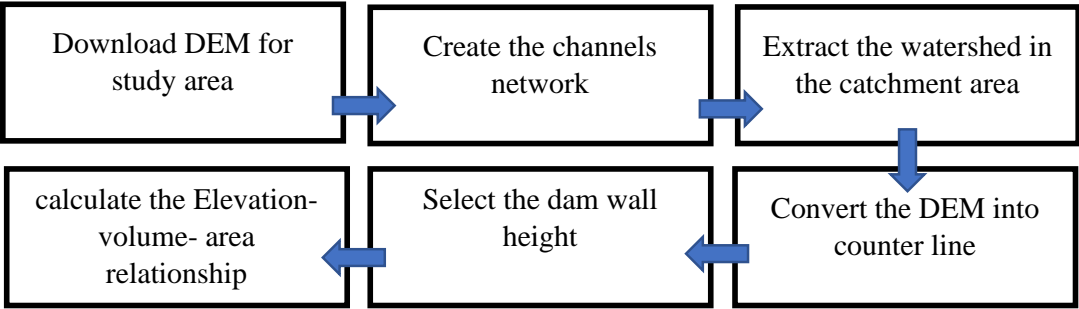 Download DEM for
study area
Create the channels
network
Extract the watershed in
the catchment area
Convert the DEM into
counter line
Select the dam wall
height
calculate the Elevation-
volume- area
relationship